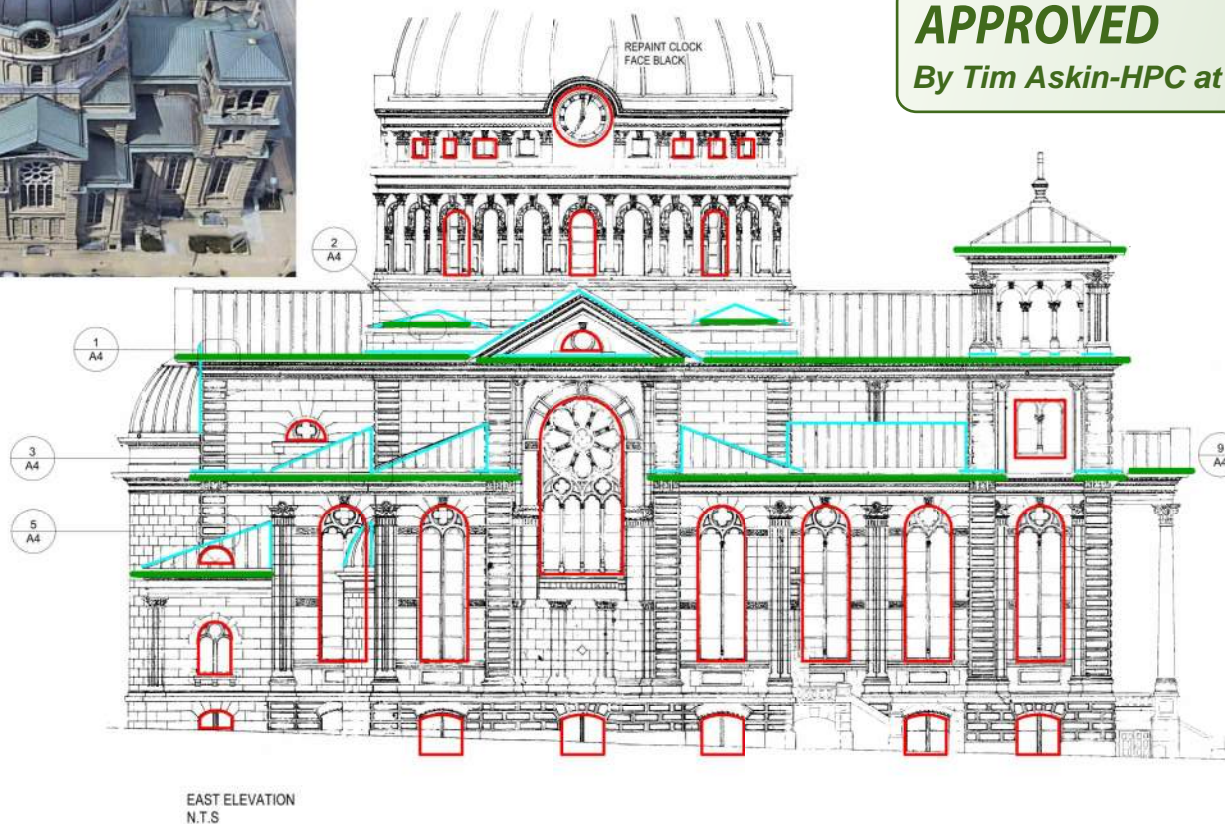 APPROVED
By Tim Askin-HPC at
REPAINT CLOCK
FACE BLACK
2
A4
1
A4
3
A4
9
A4
5
A4
EAST ELEVATION
N.T.S